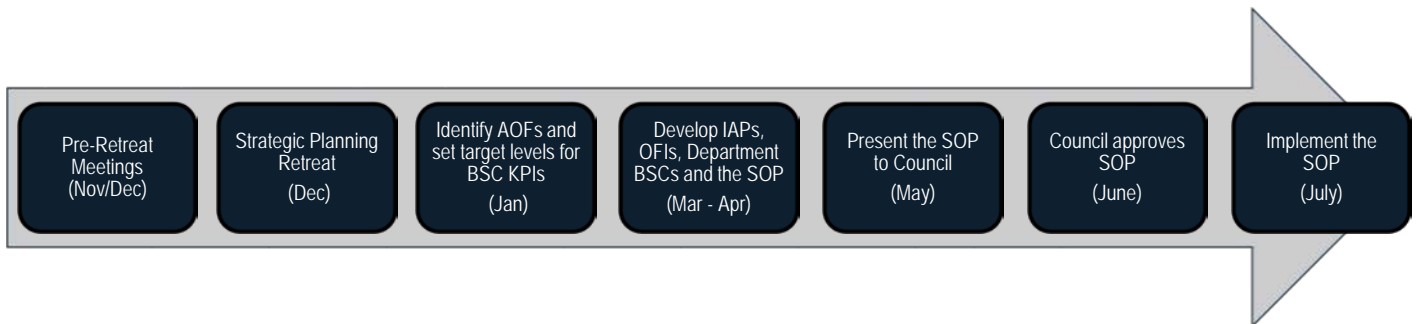 Pre-Retreat
Meetings
(Nov/Dec)
Strategic Planning
Retreat
(Dec)
Identify AOFs and
set target levels for
BSC KPIs
(Jan)
Develop IAPs,
OFIs, Department
BSCs and the SOP
(Mar - Apr)
Present the SOP
to Council
(May)
Council approves
SOP
(June)
Implement the
SOP
(July)